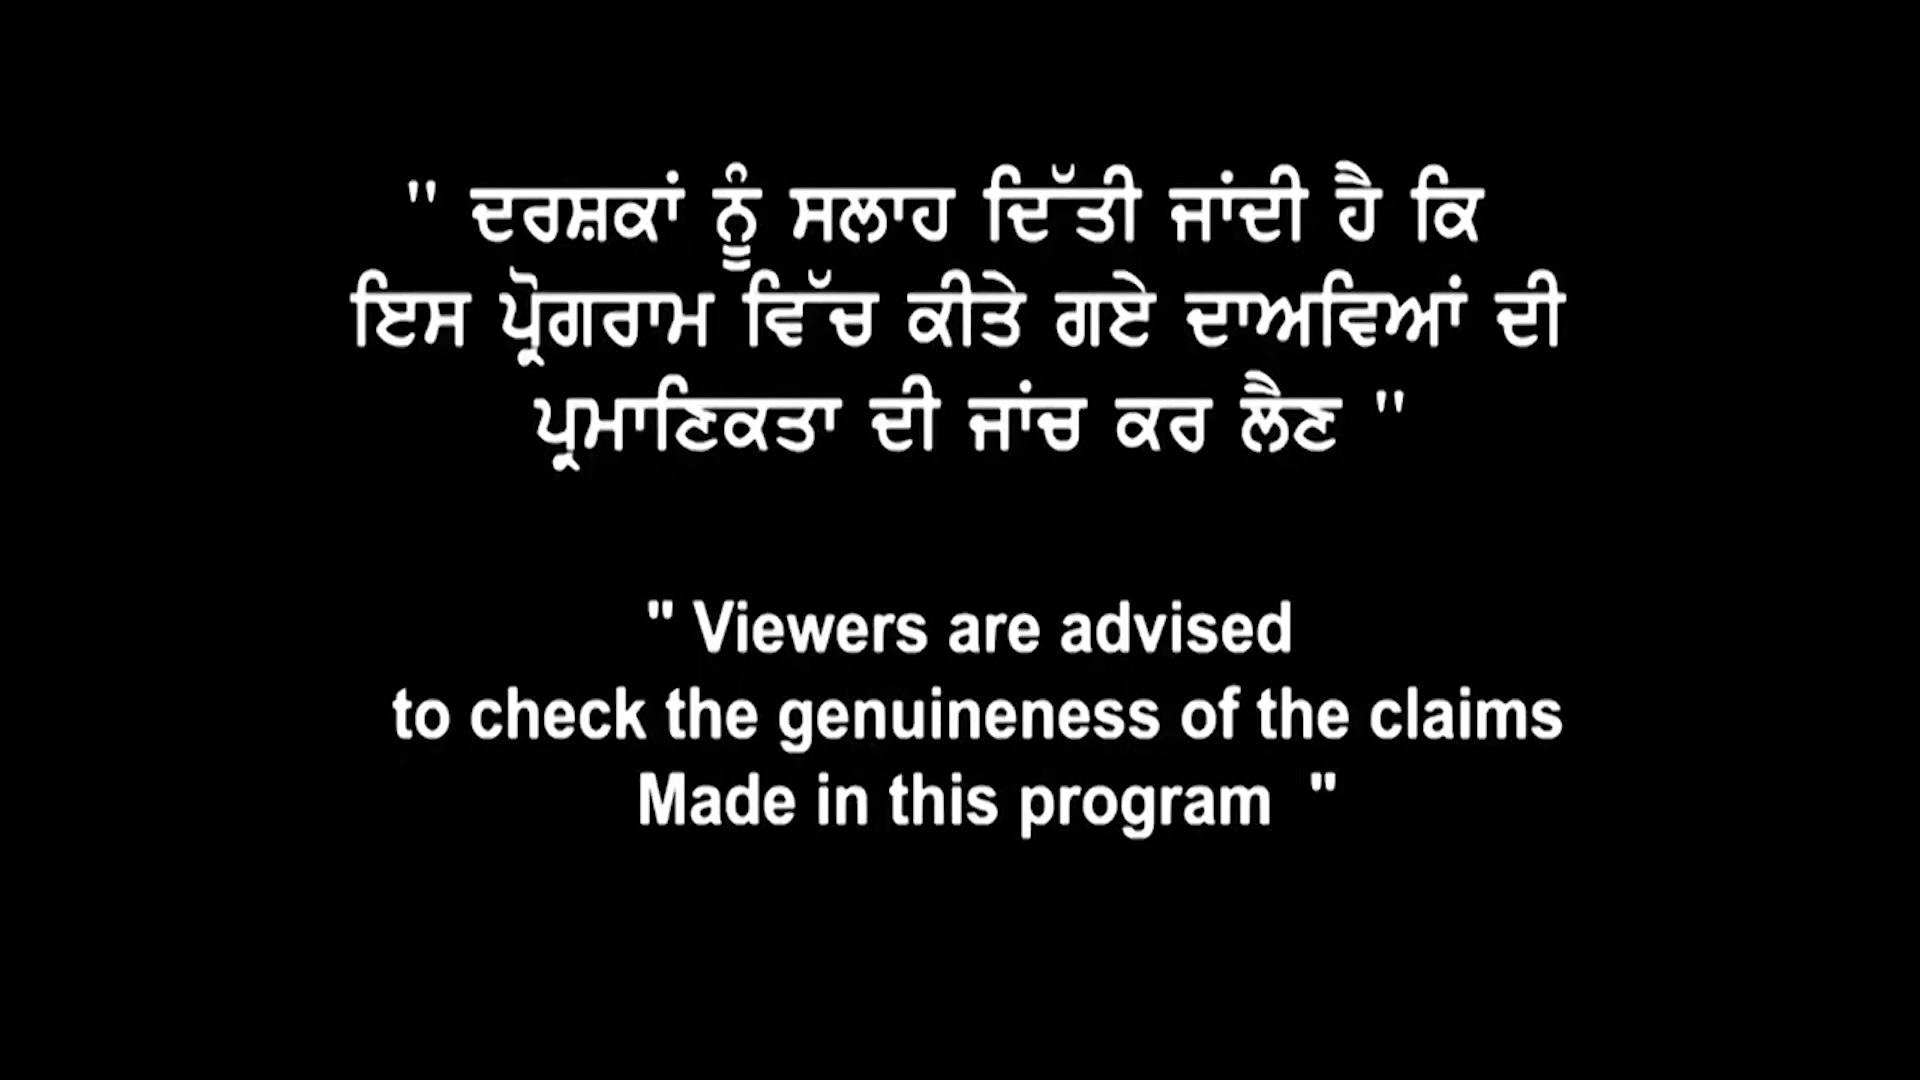 " ਦਰਸ਼ਕਾਂ ਨੂੰ ਸਲਾਹ ਦਿੱਤੀ ਜਾਂਦੀ ਹੈ ਕਿ
ਇਸ ਪ੍ਰੋਗਰਾਮ ਵਿੱਚ ਕੀਤੇ ਗਏ ਦਾਅਵਿਆਂ ਦੀ
ਪ੍ਰਮਾਣਿਕਤਾ ਦੀ ਜਾਂਚ ਕਰ ਲੈਣ "
" Viewers are advised
to check the genuineness of the claims
Made in this program "